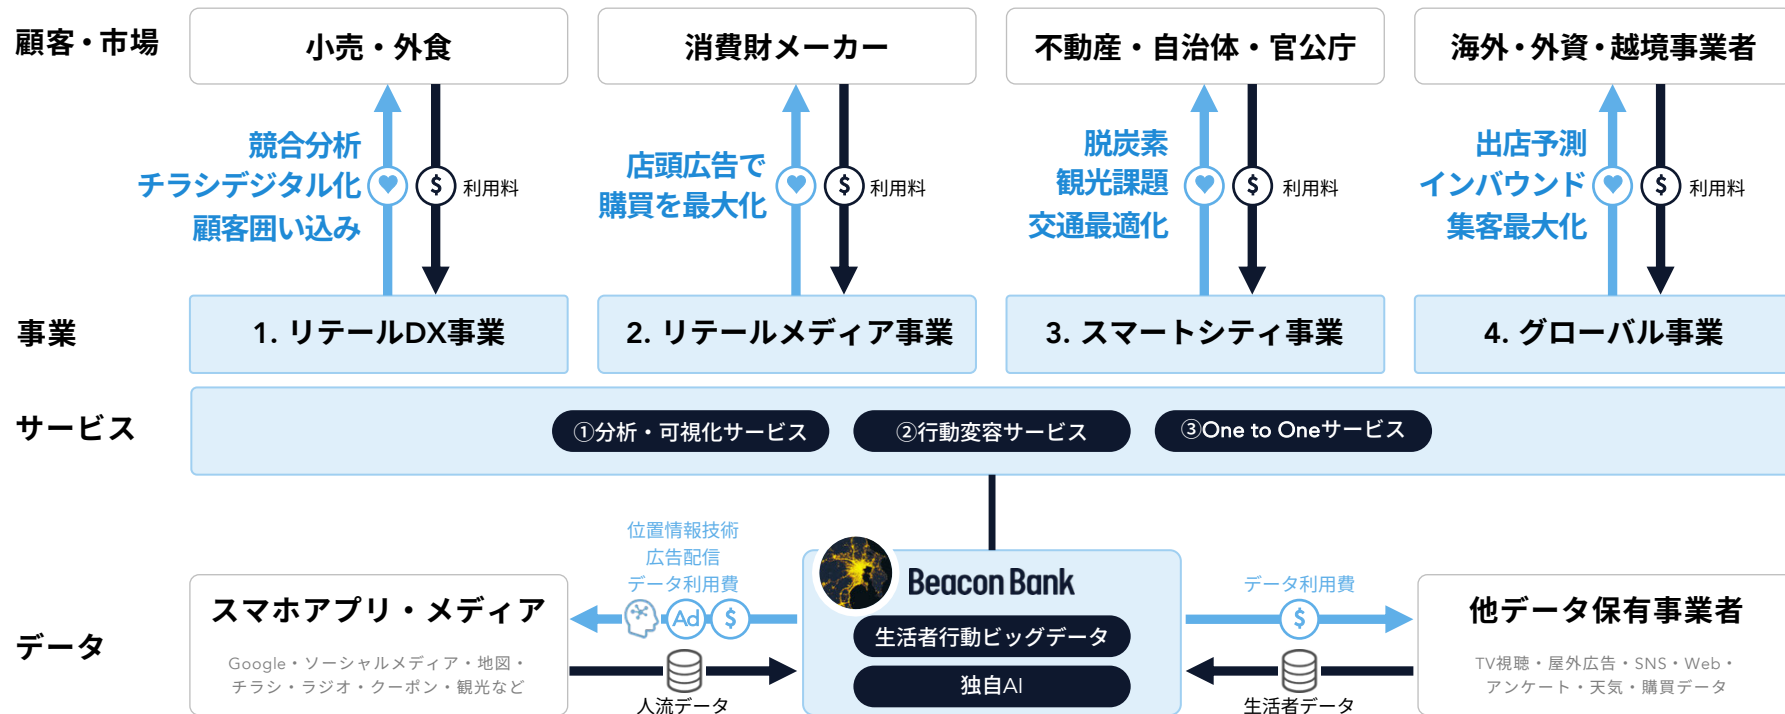 顧客・市場
小売・外食
消費財メーカー
不動産・自治体・官公庁
海外・外資・越境事業者
競合分析
チラシデジタル化
顧客囲い込み
$
利用料
店頭広告で
購買を最大化
$
利用料
脱炭素
観光課題
交通最適化
$
利用料
出店予測
インバウンド
集客最大化
$
利用料
事業
1. リテールDX事業
2. リテールメディア事業
3. スマートシティ事業
4. グローバル事業
サービス
①分析・可視化サービス
②行動変容サービス
③One to Oneサービス
データ
スマホアプリ・メディア
Google・ソーシャルメディア・地図・
チラシ・ラジオ・クーポン・観光など
位置情報技術
広告配信
データ利用費
Ad
$
人流データ
Beacon Bank
生活者行動ビッグデータ
独自AI
データ利用費
$
生活者データ
他データ保有事業者
TV視聴・屋外広告・SNS・Web・
アンケート・天気・購買データ